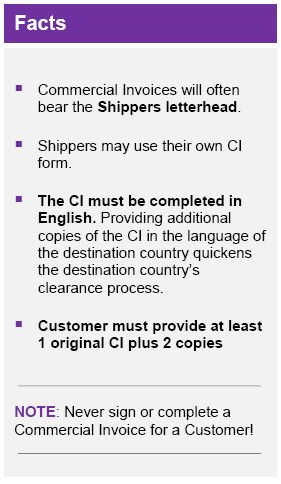 Facts
Commercial Invoices will often
bear the Shippers letterhead.
Shippers may use their own CI
form.
The CI must be completed in
English. Providing additional
copies of the CI in the language of
the destination country quickens
the destination country's
clearance process.
Customer must provide at least
1 original CI plus 2 copies
NOTE: Never sign or complete a
Commercial Invoice for a Customer!